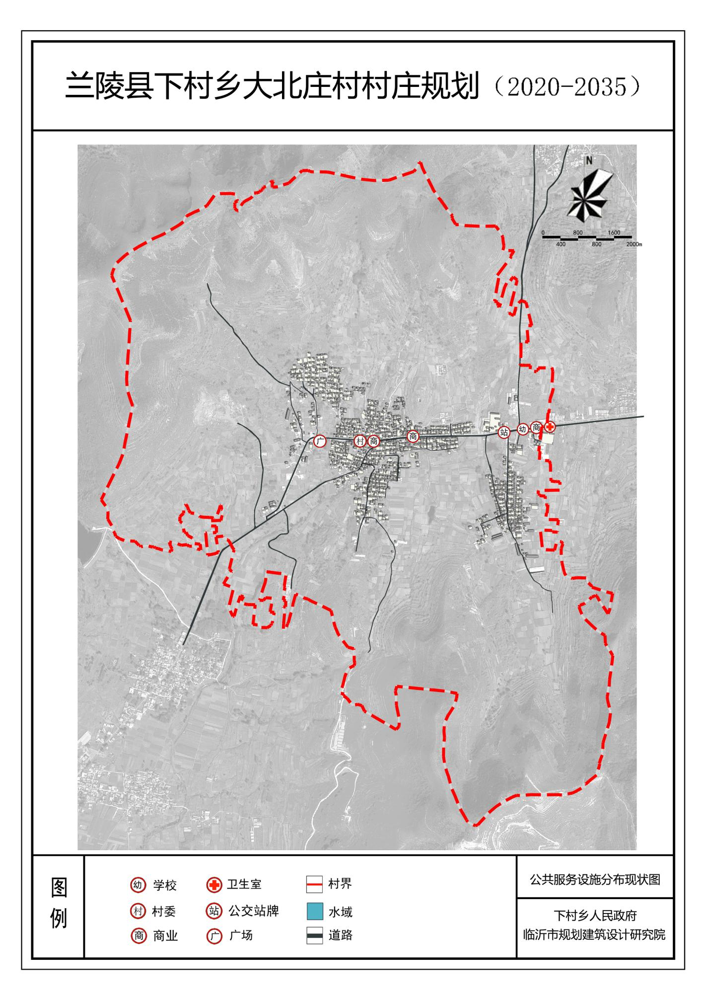 兰陵县下村乡大北庄村村庄规划（2020-2035）
N
0 800 1600
400 800 2000m
广 村 商 商 站 幼 商
图例
幼 学校
村 村委
商 商业
卫生室
站 公交站牌
广 广场
村界
水域
道路
公共服务设施分布现状图
下村乡人民政府
临沂市规划建筑设计研究院